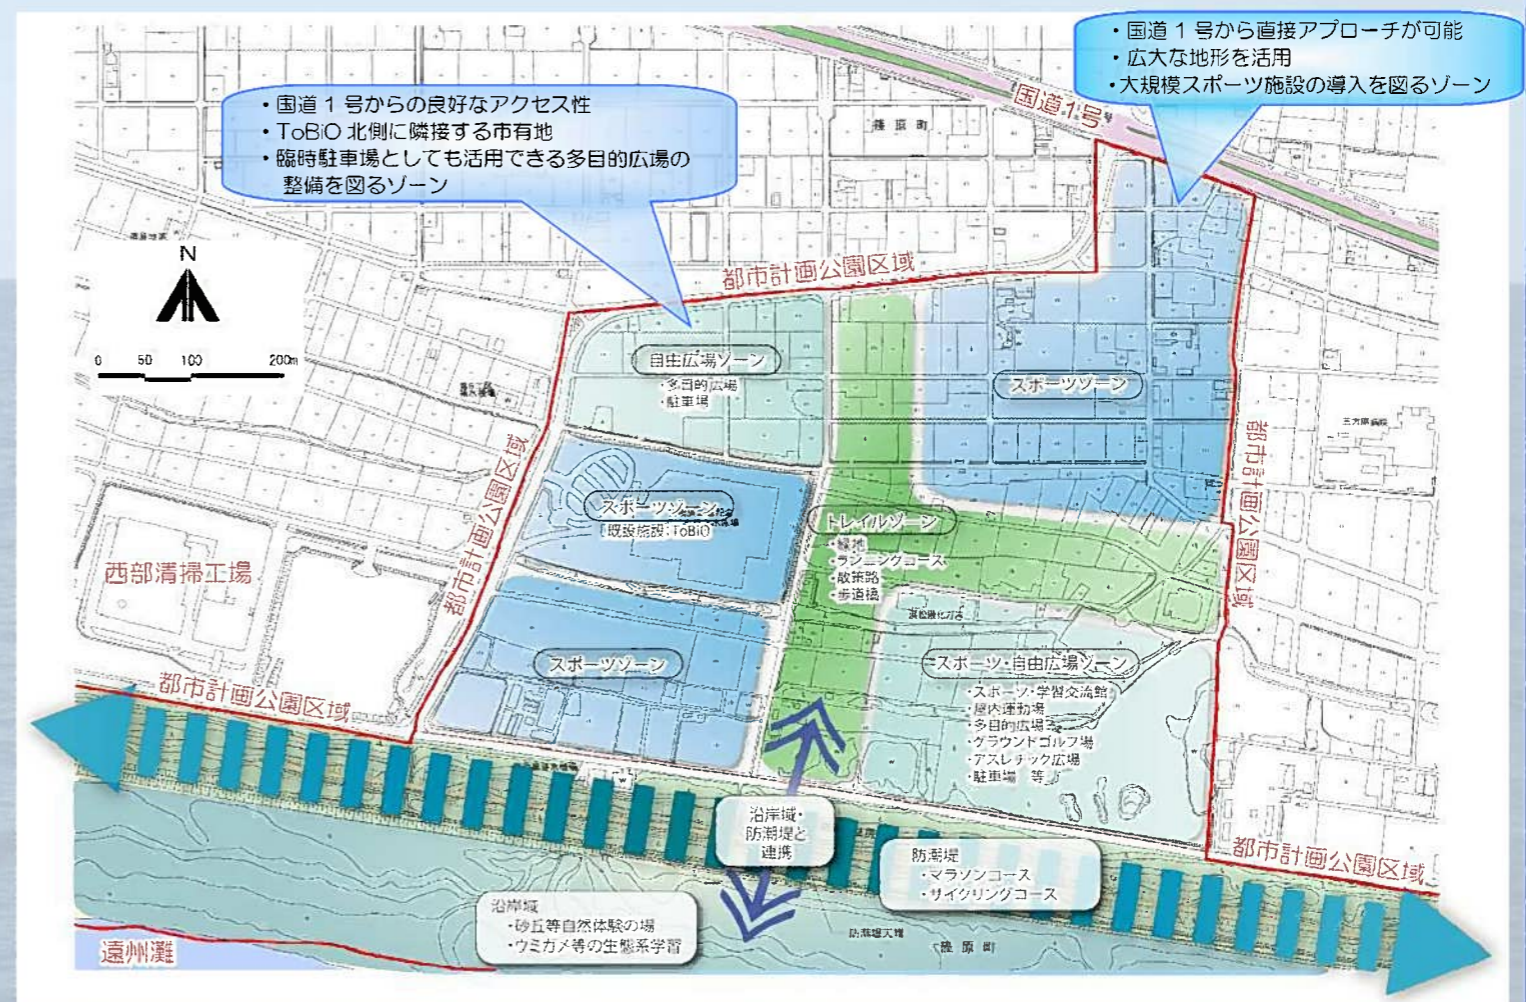 ・国道１号から直接アプローチが可能
・広大な地形を活用
・大規模スポーツ施設の導入を図るゾーン
・国道１号からの良好なアクセス性
・ToBiO 北側に隣接する市有地
・臨時駐車場としても活用できる多目的広場の
整備を図るゾーン
国道1号
篠原町
N
0 50 100 200m
都市計画公園区域
自由広場ゾーン
・多目的広場
・駐車場
スポーツゾーン
都市計画公園区域
都市計画公園区域
スポーツゾーン
既設施設：ToBiO
トレイルゾーン
・緑地
・ランニングコース
・散策路
・歩道橋
西部清掃工場
スポーツゾーン
スポーツ・自由広場ゾーン
・スポーツ・学習交流館
・屋内運動場
・多目的広場
・グラウンドゴルフ場
・アスレチック広場
・駐車場 等
都市計画公園区域
沿岸域・
防潮堤と
連携
防潮堤
・マラソンコース
・サイクリングコース
都市計画公園区域
沿岸域
・砂丘等自然体験の場
・ウミガメ等の生態系学習
防潮堤天端
篠原町
遠州灘